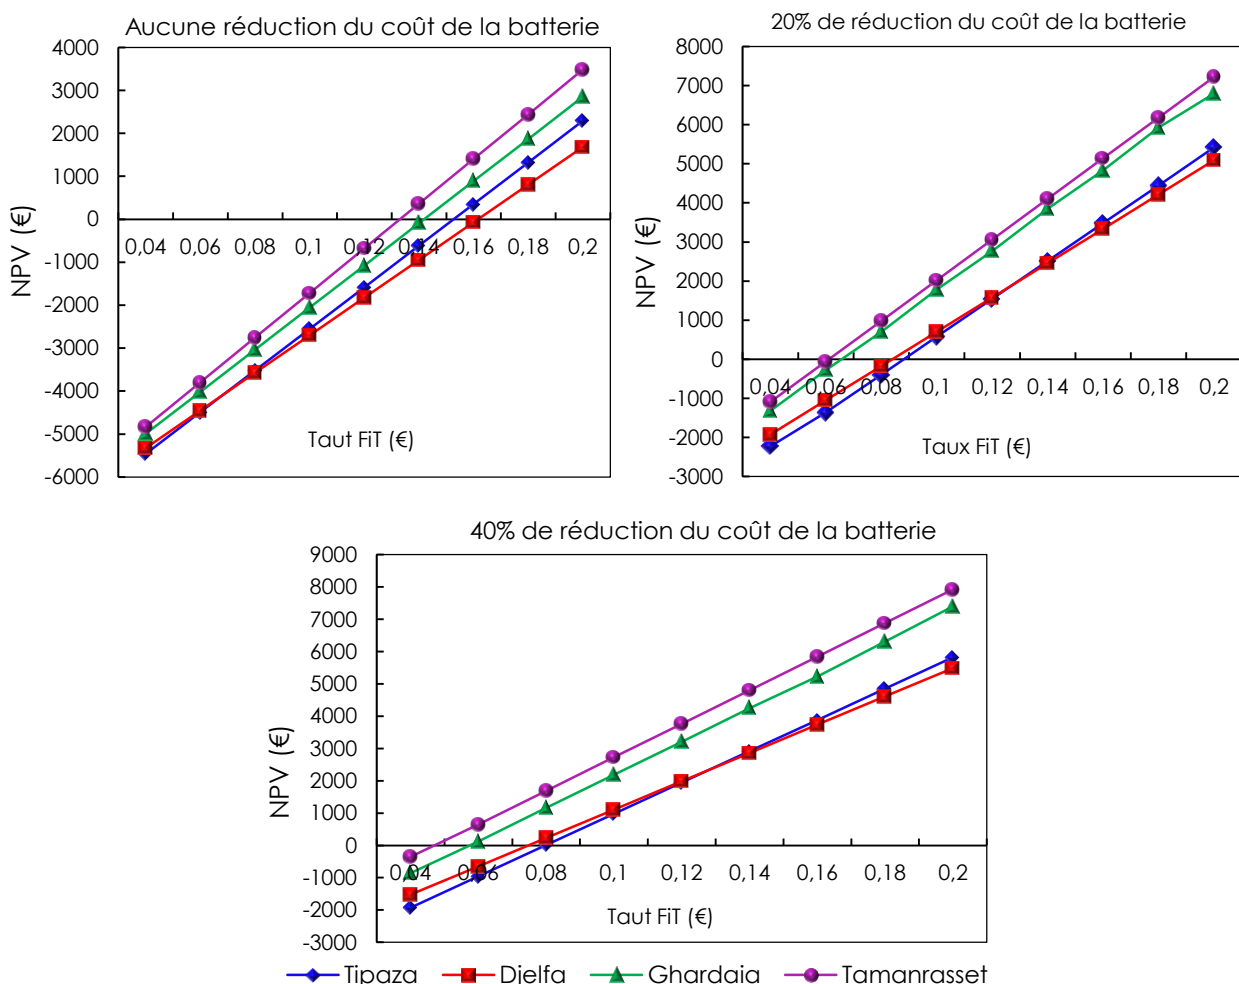 Aucune réduction du coût de la batterie
4000
3000
2000
1000
0
-1000
-2000
-3000
-4000
-5000
-6000
NPV (€)
0,04 0,06 0,08 0,1 0,12 0,14 0,16 0,18 0,2
Taut FiT (€)
20% de réduction du coût de la batterie
8000
7000
6000
5000
4000
3000
2000
1000
0
-1000
-2000
-3000
NPV (€)
0,04 0,06 0,08 0,1 0,12 0,14 0,16 0,18 0,2
Taux FiT (€)
40% de réduction du coût de la batterie
9000
8000
7000
6000
5000
4000
3000
2000
1000
0
-1000
-2000
-3000
NPV (€)
0,04 0,06 0,08 0,1 0,12 0,14 0,16 0,18 0,2
Taut FiT (€)
Tipaza Djelfa Ghardaia Tamanrasset